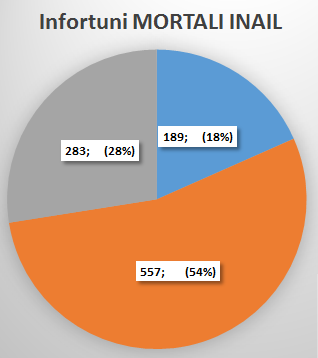 Infortuni MORTALI INAIL
189; (18%)
283; (28%)
557; (54%)